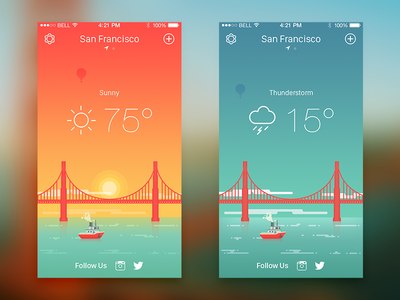 BELL 4:21 PM 100%
San Francisco
Sunny
75°
Follow Us
BELL 4:21 PM 100%
San Francisco
Thunderstorm
15°
Follow Us